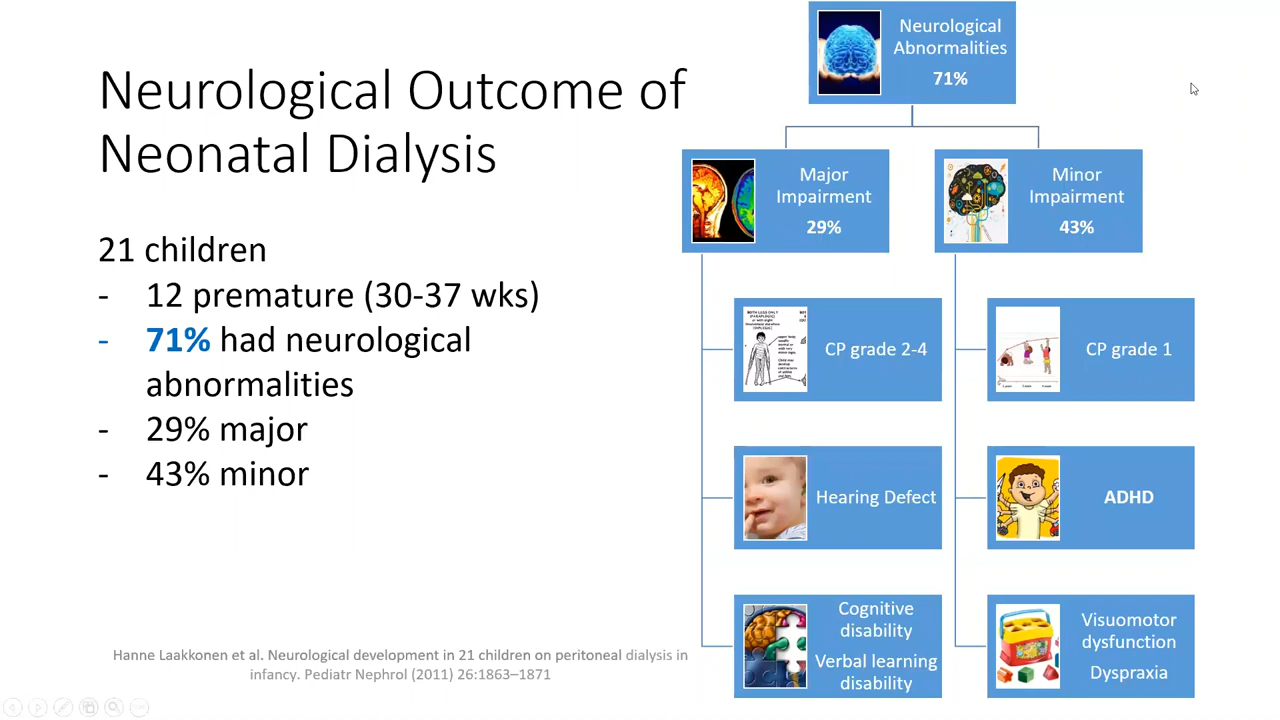 Neurological Outcome of
Neonatal Dialysis
21 children
- 12 premature (30-37 wks)
- 71% had neurological
abnormalities
- 29% major
- 43% minor
Hanne Laakkonen et al. Neurological development in 21 children on peritoneal dialysis in
infancy. Pediatr Nephrol (2011) 26:1863–1871
Neurological
Abnormalities
71%
Major
Impairment
29%
CP grade 2-4
Hearing Defect
Cognitive
disability
Verbal learning
disability
Minor
Impairment
43%
CP grade 1
ADHD
Visuomotor
dysfunction
Dyspraxia